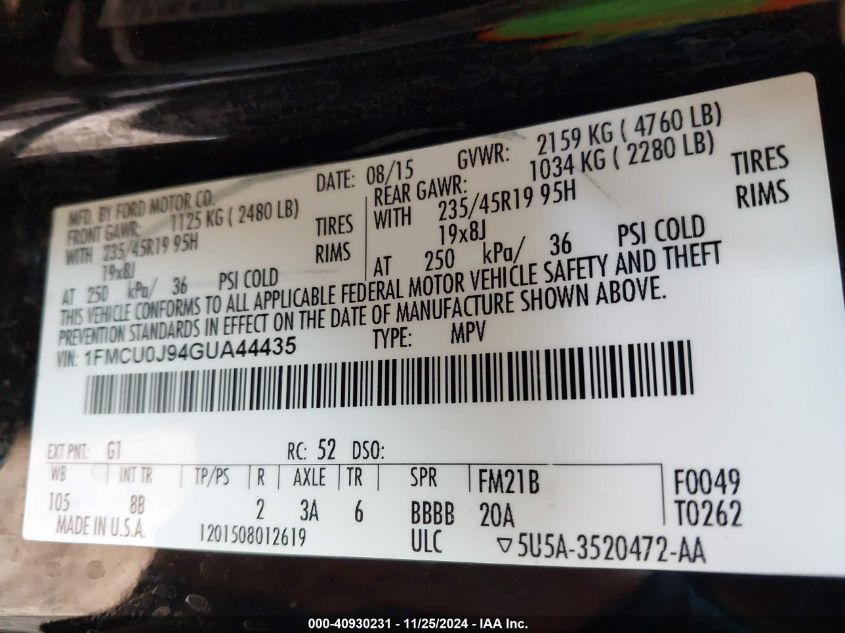 MFD. BY FORD MOTOR CO.
DATE: 08/15 GVWR: 2159 KG ( 4760 LB)
FRONT GAWR: 1125 KG ( 2480 LB)
WITH 235/45R19 95H TIRES
19x8J RIMS
AT 250 kPa/ 36 PSI COLD
REAR GAWR: 1034 KG ( 2280 LB)
WITH 235/45R19 95H TIRES
19x8J RIMS
AT 250 kPa/ 36 PSI COLD
THIS VEHICLE CONFORMS TO ALL APPLICABLE FEDERAL MOTOR VEHICLE SAFETY AND THEFT
PREVENTION STANDARDS IN EFFECT ON THE DATE OF MANUFACTURE SHOWN ABOVE.
VIN: 1FMCU0J94GUA44435 TYPE: MPV
EXT PNT: G1 RC: 52 DSO:
WB INT TR TP/PS R AXLE TR SPR FM21B F0049
105 8B 2 3A 6 BBBB 20A T0262
MADE IN U.S.A. 1201508012619 ULC ▽5U5A-3520472-AA
000-40930231 - 11/25/2024 - IAA Inc.